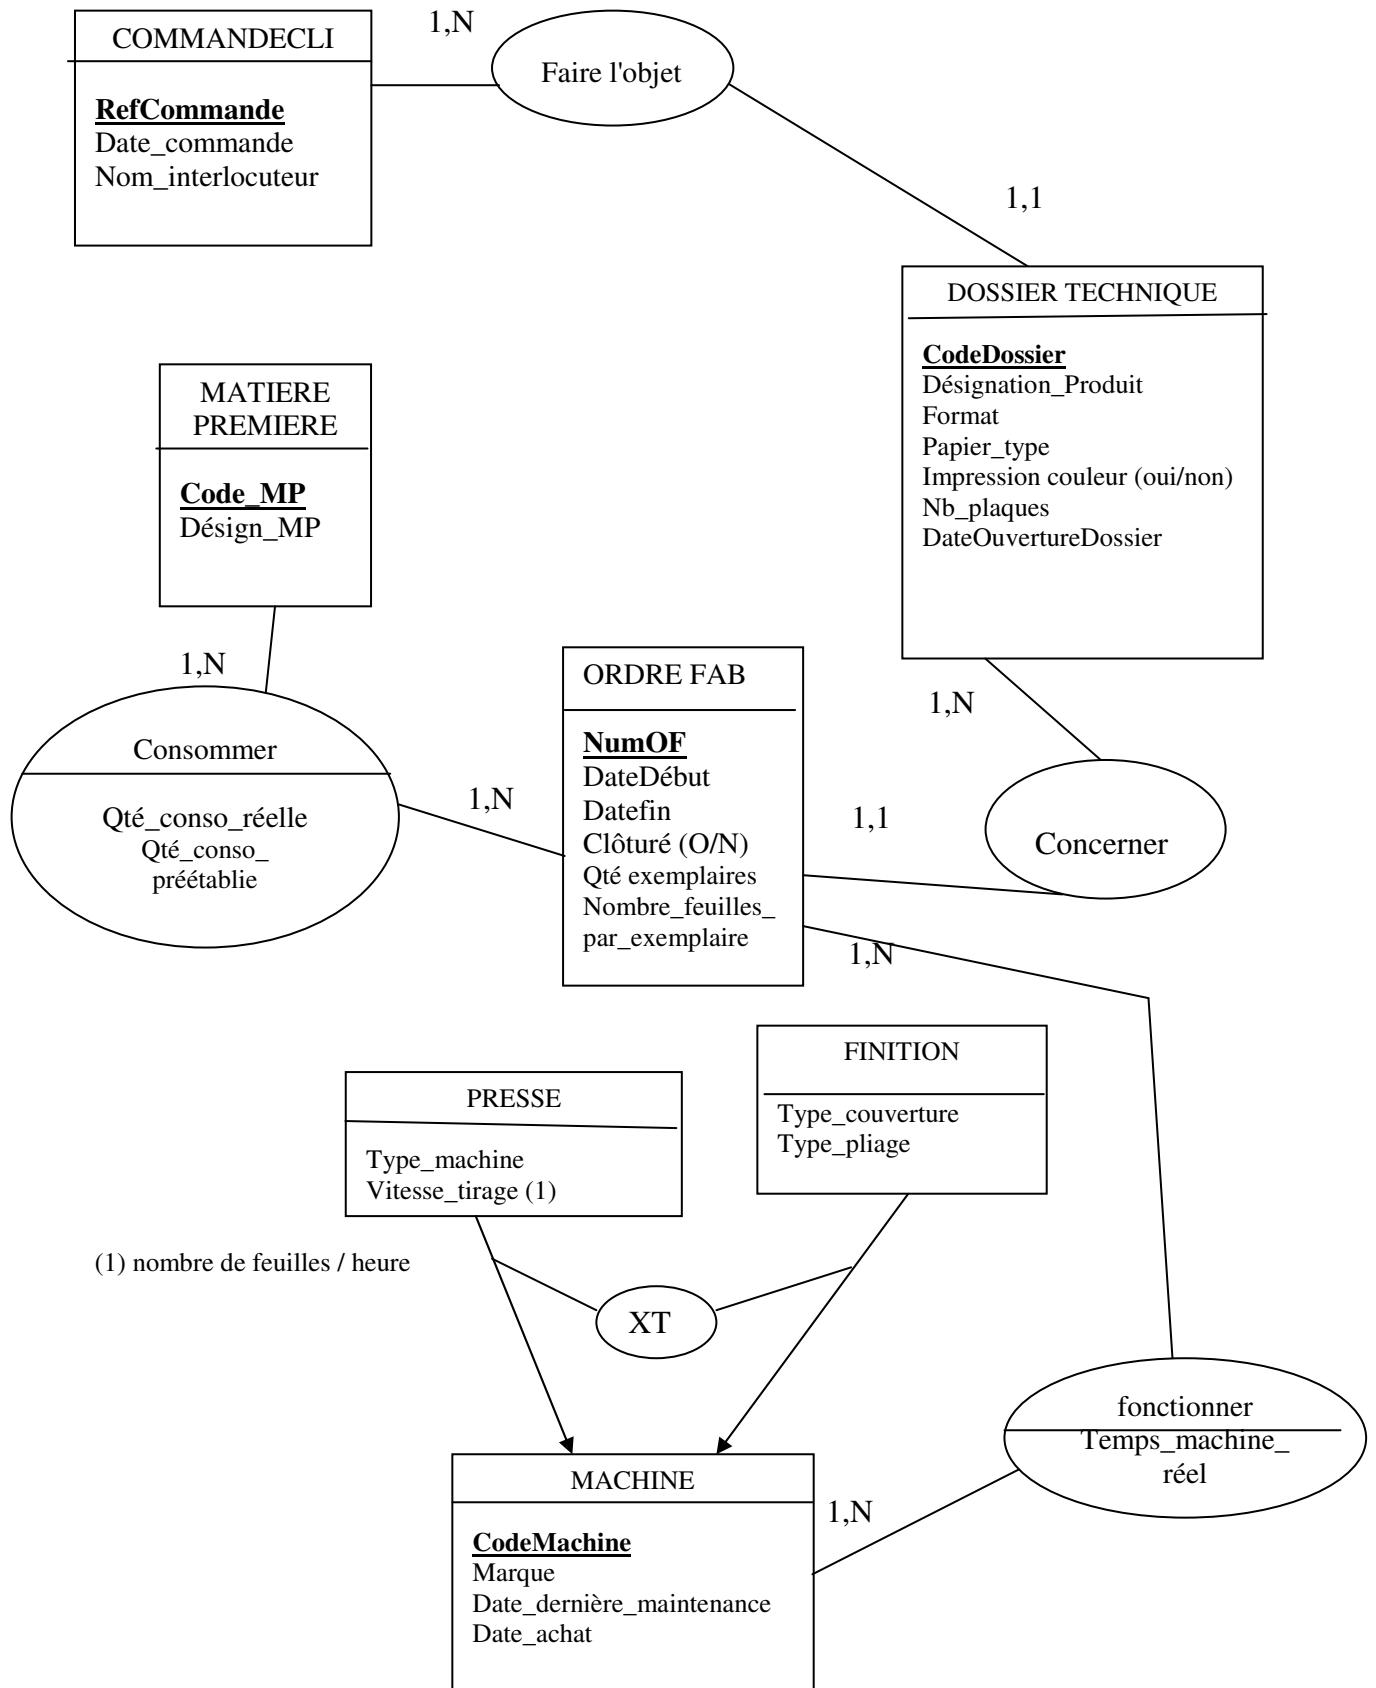 COMMANDECLI
RefCommande
Date_commande
Nom_interlocuteur
1,N
Faire l'objet
1,1
DOSSIER TECHNIQUE
CodeDossier
Désignation_Produit
Format
Papier_type
Impression couleur (oui/non)
Nb_plaques
DateOuvertureDossier
MATIERE
PREMIERE
Code_MP
Désign_MP
1,N
Consommer
Qté_conso_réelle
Qté_conso_
préétablie
1,N
ORDRE FAB
NumOF
DateDébut
Datefin
Clôturé (O/N)
Qté exemplaires
Nombre_feuilles_
par_exemplaire
1,N
1,1
Concerner
1,N
PRESSE
Type_machine
Vitesse_tirage (1)
FINITION
Type_couverture
Type_pliage
(1) nombre de feuilles / heure
XT
fonctionner
Temps_machine_
réel
1,N
MACHINE
CodeMachine
Marque
Date_dernière_maintenance
Date_achat